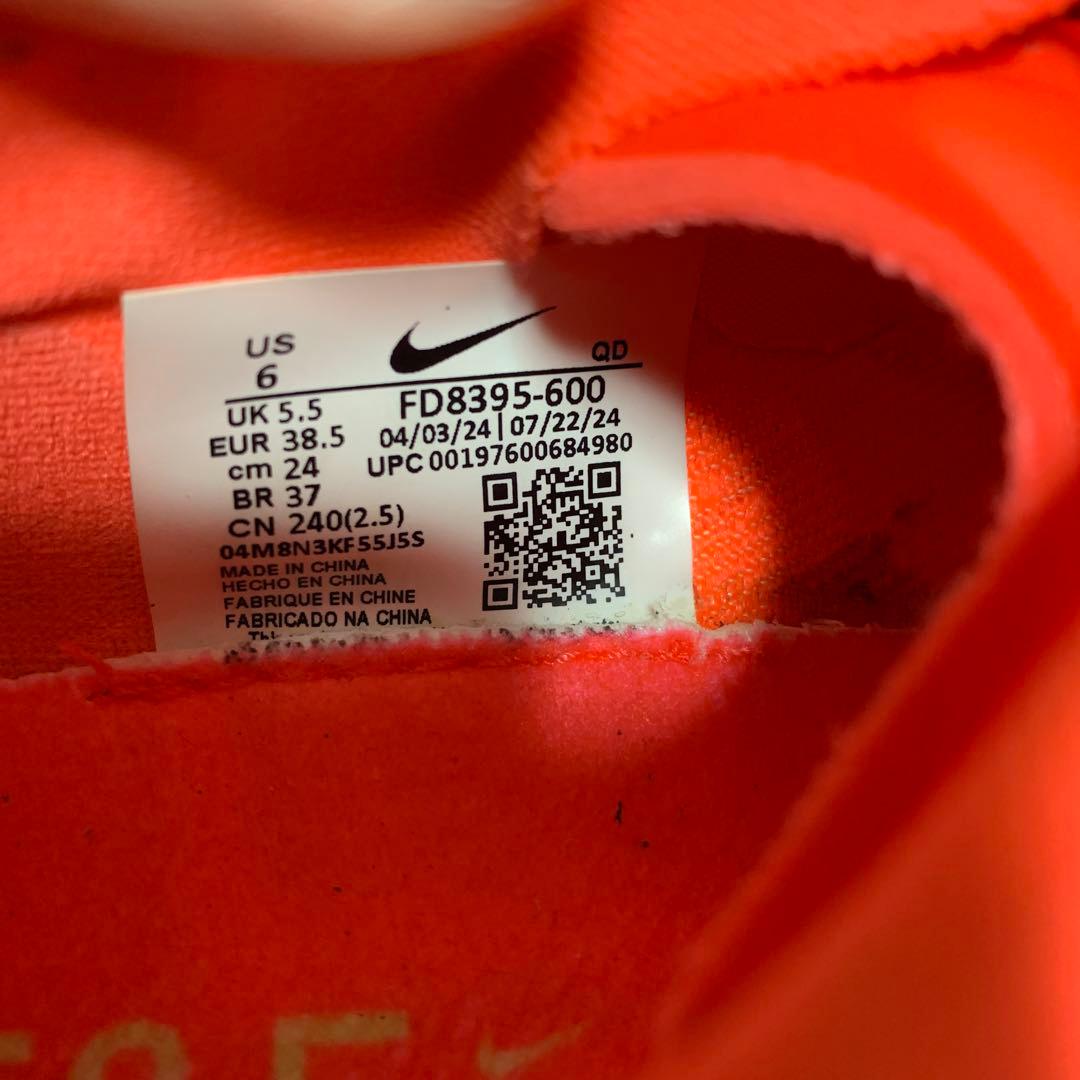 US
6
QD
UK 5.5
EUR 38.5
cm 24
BR 37
CN 240(2.5)
FD8395-600
04/03/24|07/22/24
UPC 00197600684980
04M8N3KF55J5S
MADE IN CHINA
HECHO EN CHINA
FABRIQUE EN CHINE
FABRICADO NA CHINA